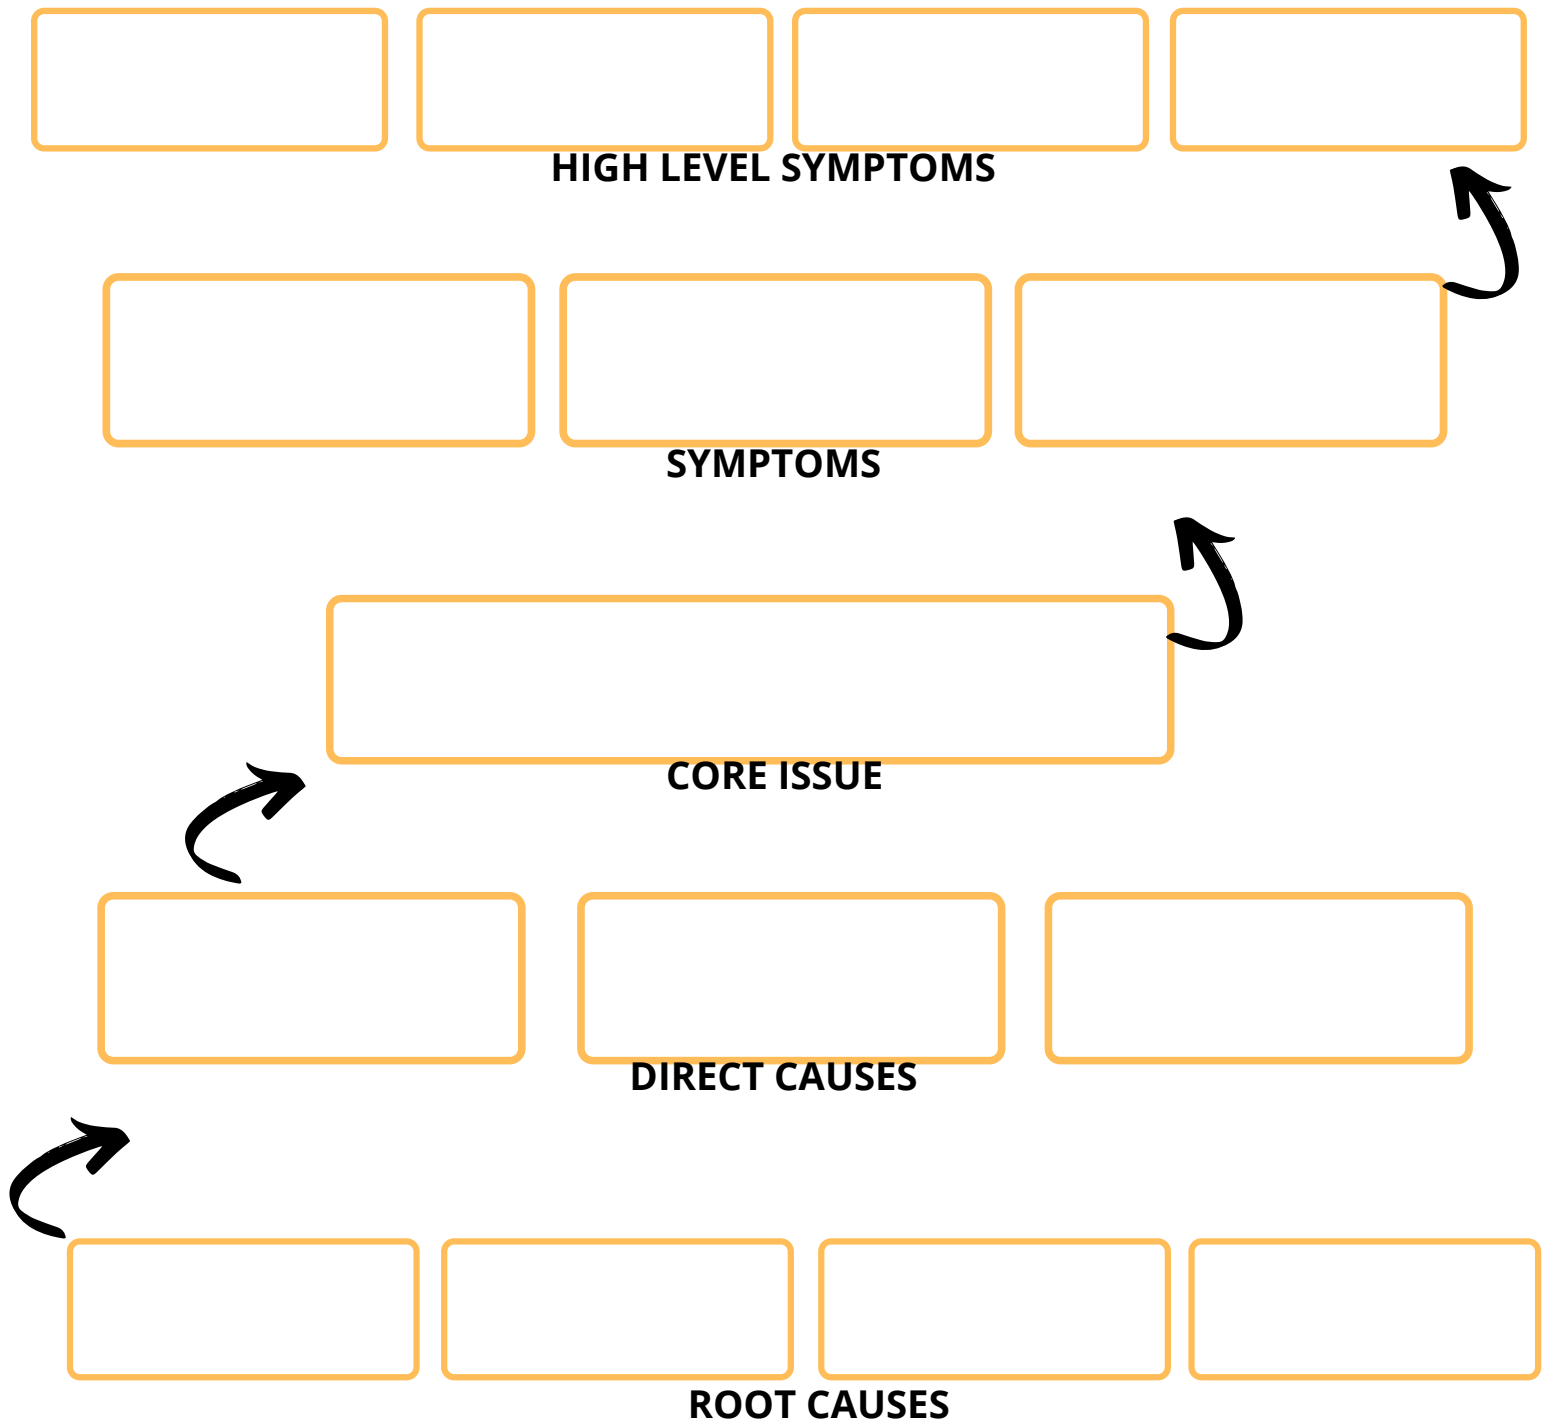 HIGH LEVEL SYMPTOMS
SYMPTOMS
CORE ISSUE
DIRECT CAUSES
ROOT CAUSES